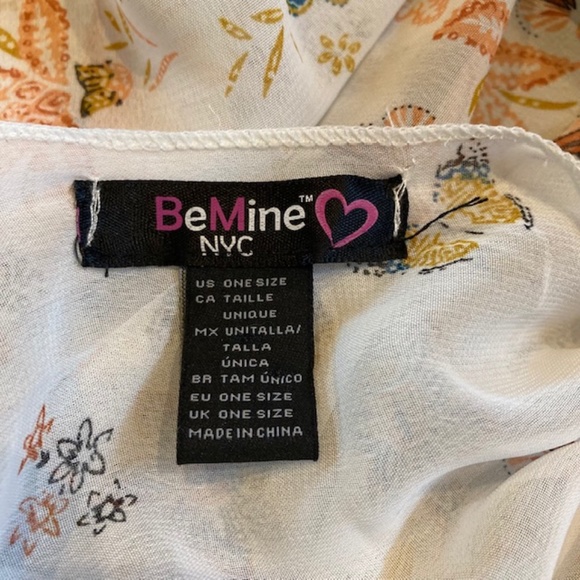 BeMine™
NYC
US ONE SIZE
CA TAILLE
UNIQUE
MX UNITALLA/
TALLA
ÚNICA
BR TAM ÚNICO
EU ONE SIZE
UK ONE SIZE
MADE IN CHINA